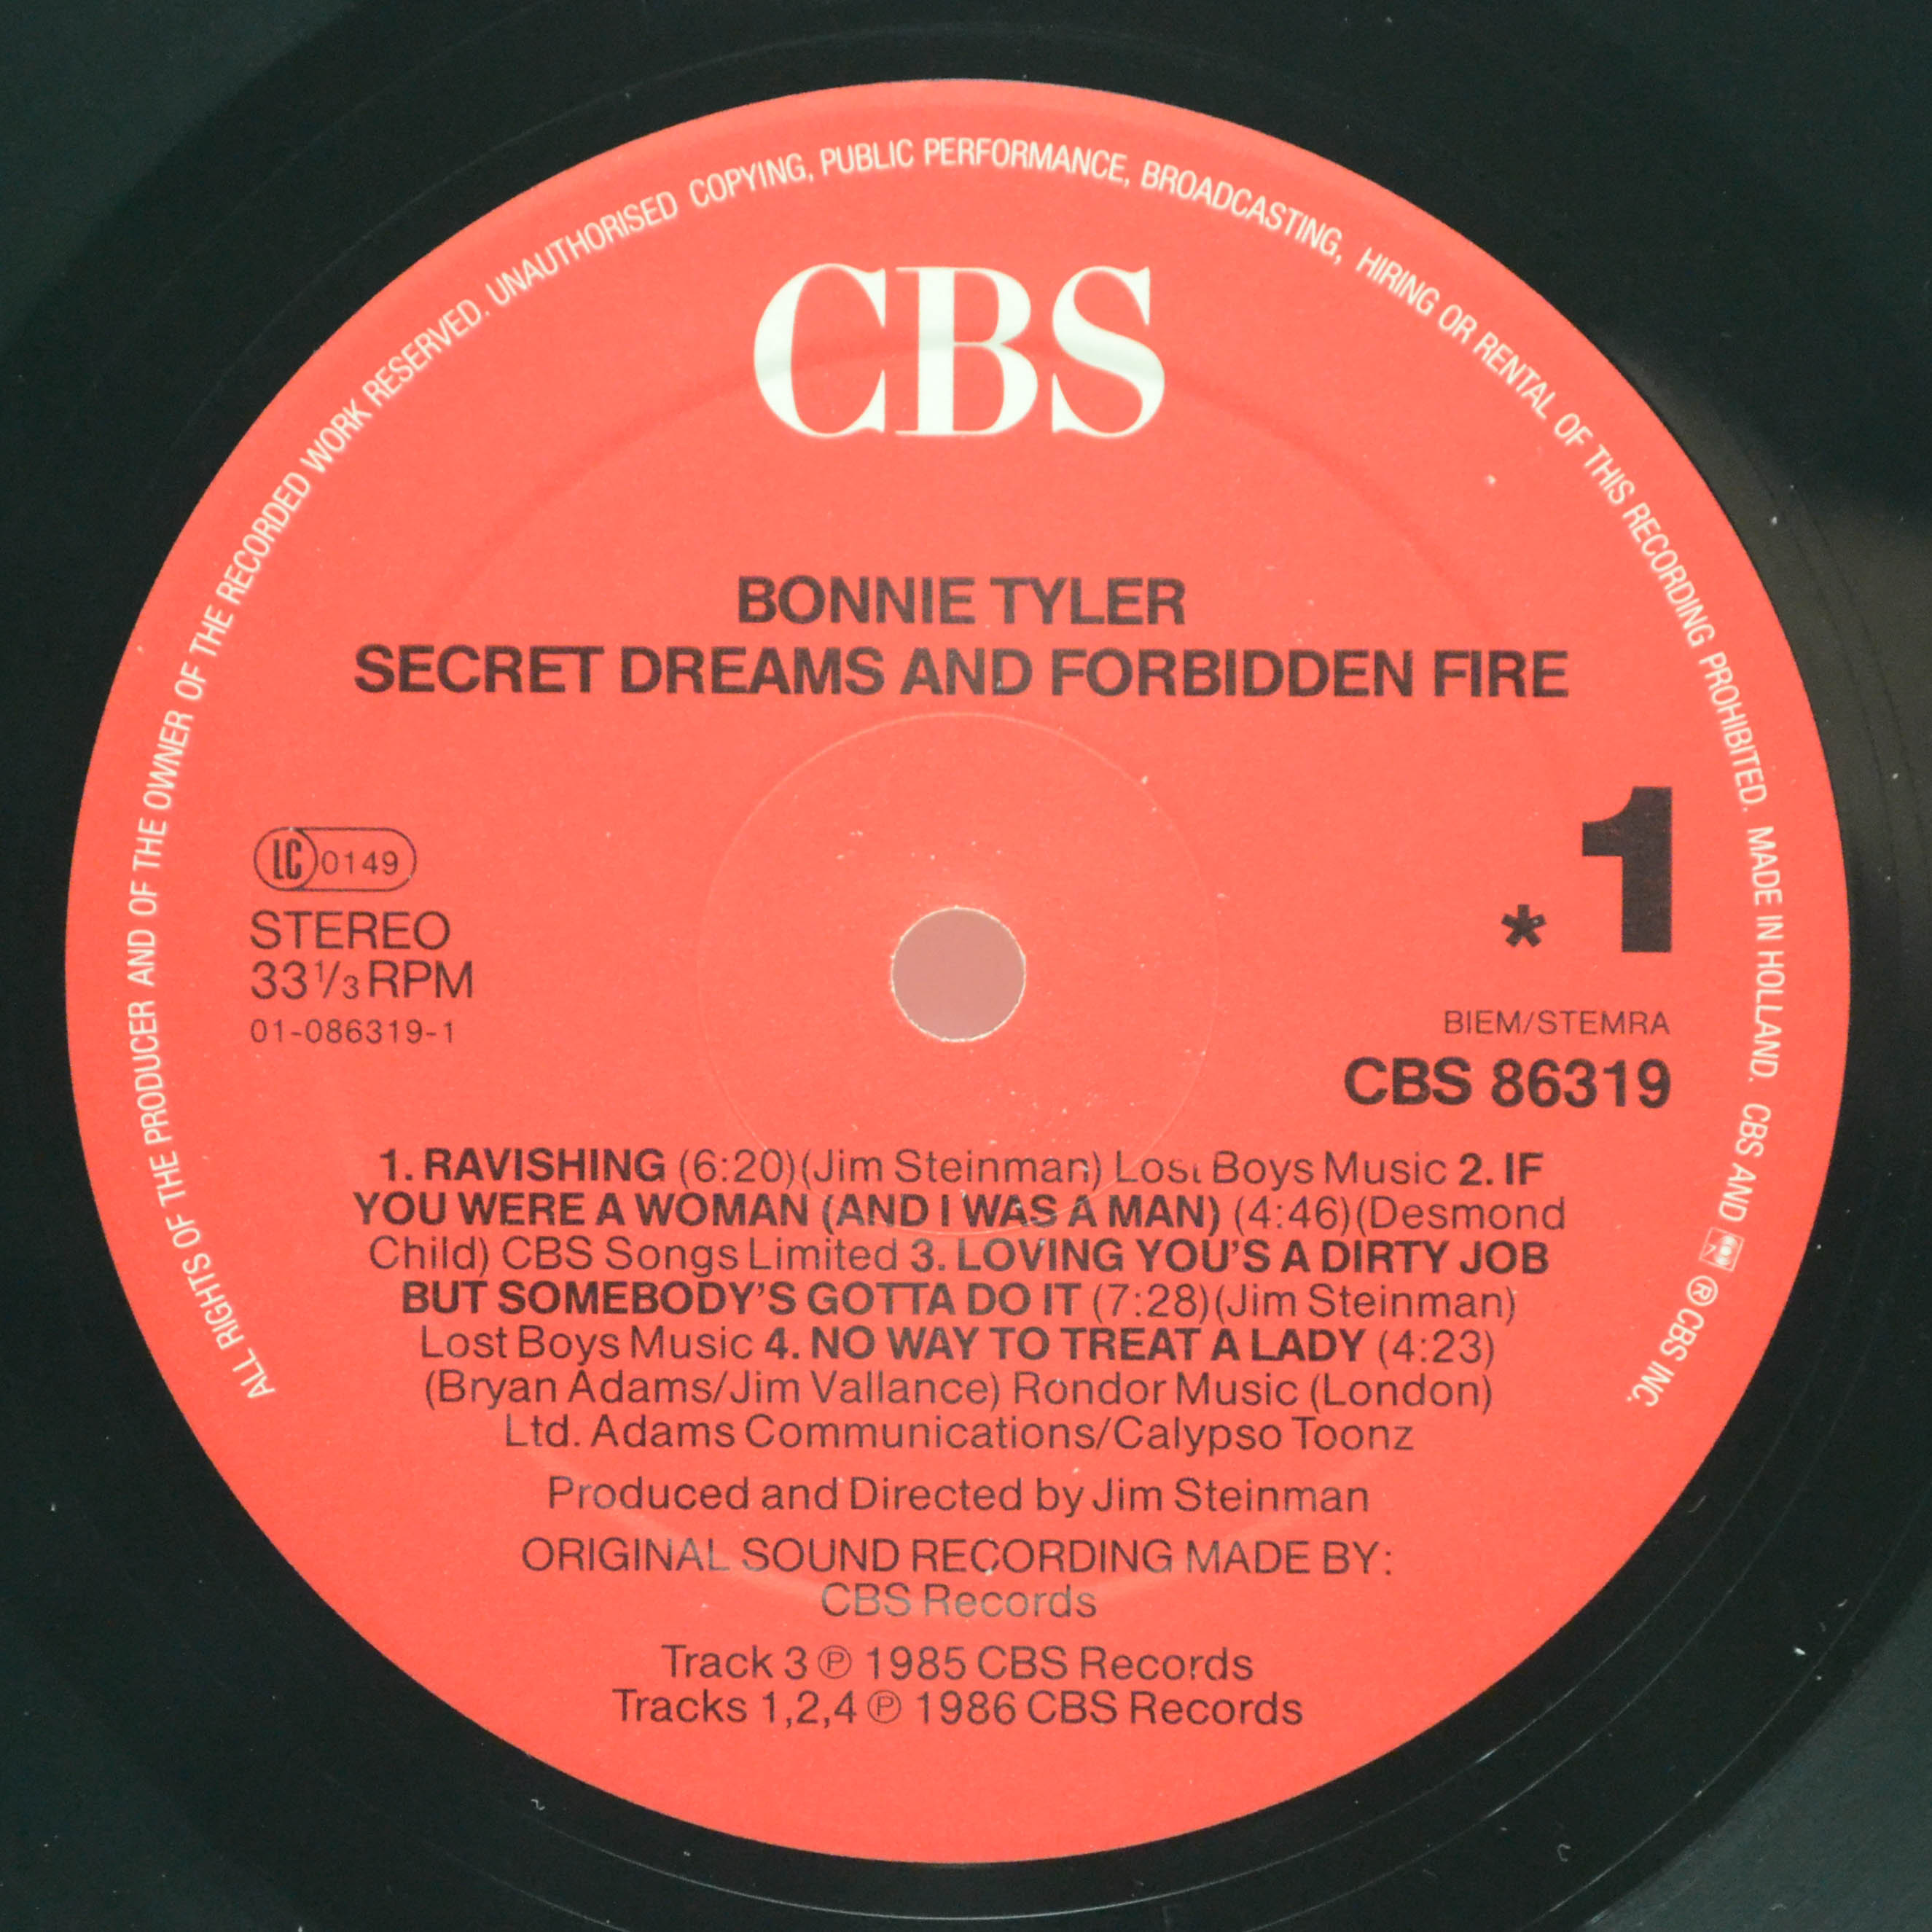 ALL RIGHTS OF THE PRODUCER AND OF THE OWNER OF THE RECORDED WORK RESERVED. UNAUTHORISED COPYING, PUBLIC PERFORMANCE, BROADCASTING, HIRING OR RENTAL OF THIS RECORDING PROHIBITED. MADE IN HOLLAND. CBS AND ® CBS INC.
CBS
BONNIE TYLER
SECRET DREAMS AND FORBIDDEN FIRE
LC 0149
STEREO
33 1/3 RPM
01-086319-1
* 1
BIEM/STEMRA
CBS 86319
1. RAVISHING (6:20)(Jim Steinman) Lost Boys Music 2. IF
YOU WERE A WOMAN (AND I WAS A MAN) (4:46)(Desmond
Child) CBS Songs Limited 3. LOVING YOU'S A DIRTY JOB
BUT SOMEBODY'S GOTTA DO IT (7:28)(Jim Steinman)
Lost Boys Music 4. NO WAY TO TREAT A LADY (4:23)
(Bryan Adams/Jim Vallance) Rondor Music (London)
Ltd. Adams Communications/Calypso Toonz
Produced and Directed by Jim Steinman
ORIGINAL SOUND RECORDING MADE BY:
CBS Records
Track 3 ℗ 1985 CBS Records
Tracks 1,2,4 ℗ 1986 CBS Records